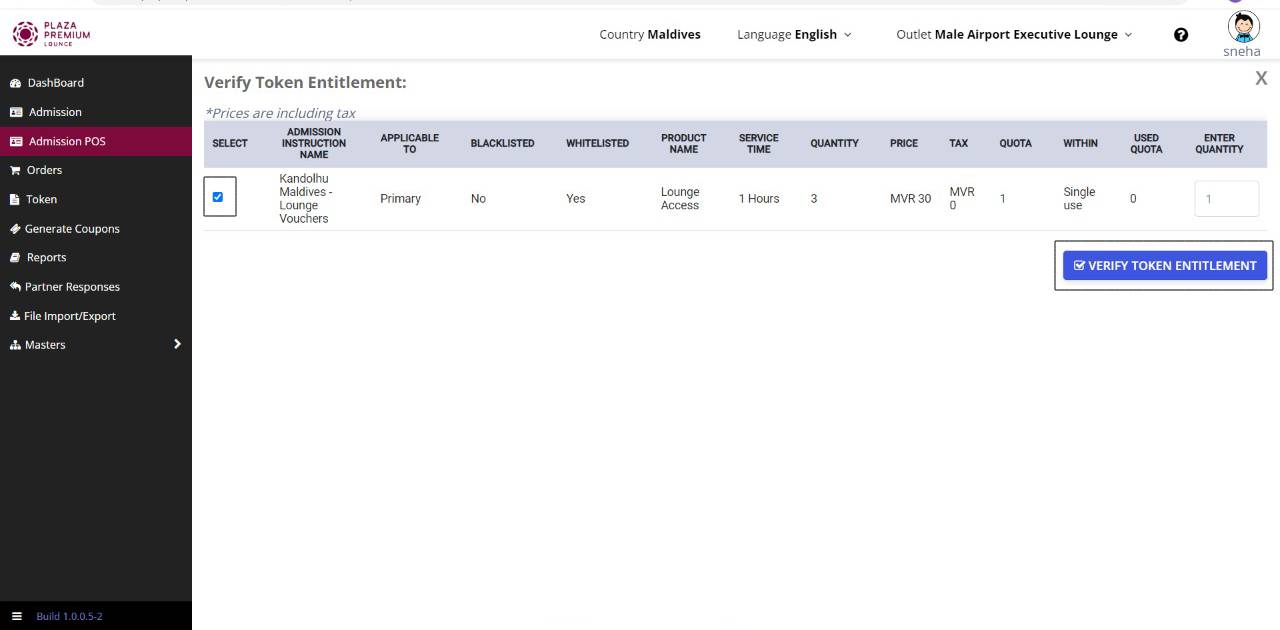 PLAZA
PREMIUM
LOUNGE
Country Maldives
Language English
Outlet Male Airport Executive Lounge
?
sneha
DashBoard
Admission
Admission POS
Orders
Token
Generate Coupons
Reports
Partner Responses
File Import/Export
Masters
Build 1.0.0.5-2
Verify Token Entitlement:
X
*Prices are including tax
SELECT
ADMISSION
INSTRUCTION
NAME
APPLICABLE
TO
BLACKLISTED
WHITELISTED
PRODUCT
NAME
SERVICE
TIME
QUANTITY
PRICE
TAX
QUOTA
WITHIN
USED
QUOTA
ENTER
QUANTITY
Kandolhu
Maldives -
Lounge
Vouchers
Primary
No
Yes
Lounge
Access
1 Hours
3
MVR 30
MVR
0
1
Single
use
0
1
VERIFY TOKEN ENTITLEMENT